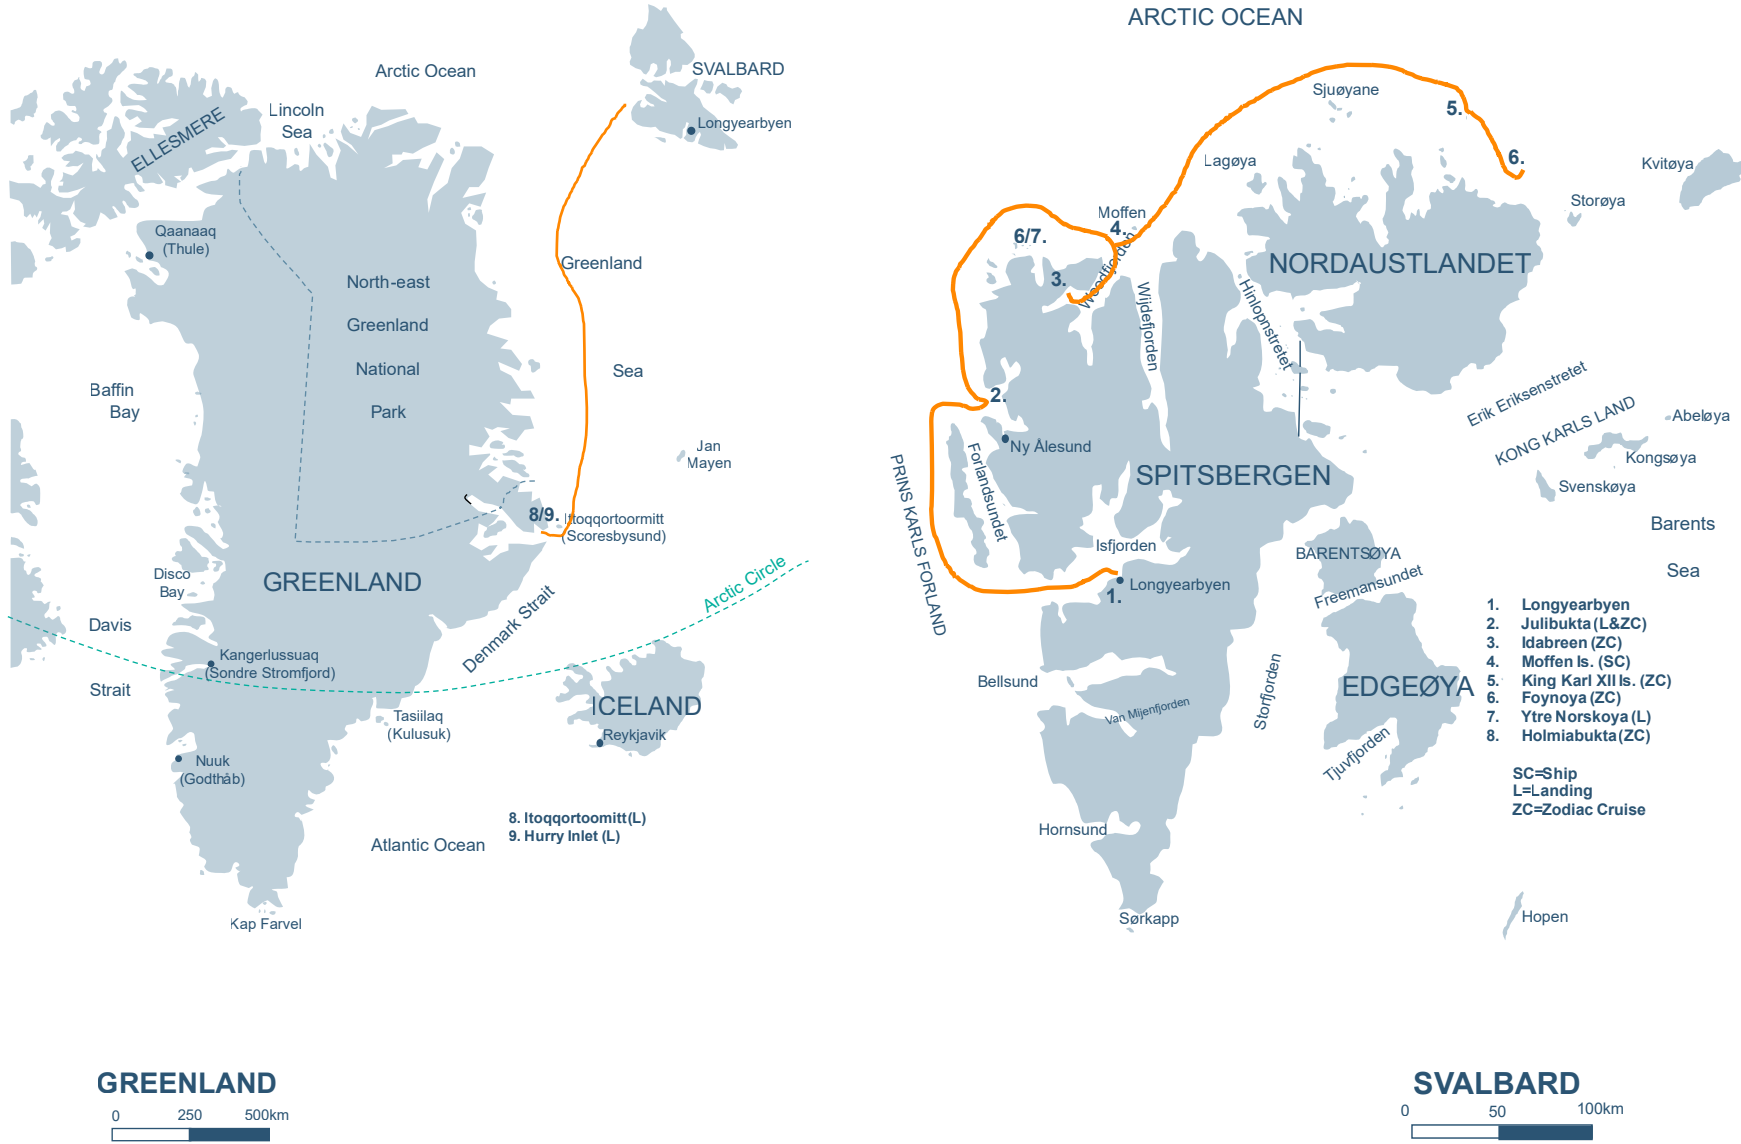 Arctic Ocean
SVALBARD
Longyearbyen
Lincoln
Sea
ELLESMERE
Qaanaaq
(Thule)
North-east
Greenland
National
Park
Greenland
Sea
Baffin
Bay
Jan
Mayen
8/9.
Ittoqqortoormitt
(Scoresbysund)
Disco
Bay
GREENLAND
Arctic Circle
Denmark Strait
Davis
Strait
Kangerlussuaq
(Sondre Stromfjord)
Tasiilaq
(Kulusuk)
ICELAND
Reykjavik
Nuuk
(Godthåb)
8. Itoqqortoomitt(L)
9. Hurry Inlet (L)
Atlantic Ocean
Kap Farvel
GREENLAND
0 250 500km
ARCTIC OCEAN
Sjuøyane
5.
6.
Lagøya
Kvitøya
Storøya
Moffen
4.
6/7.
3.
Woodfjorden
Wijdefjorden
Hinlopnstretet
NORDAUSTLANDET
2.
Ny Ålesund
Erik Eriksenstretet
KONG KARLS LAND
Abeløya
Kongsøya
Svenskøya
PRINS KARLS FORLAND
Forlandsundet
SPITSBERGEN
Barents
Sea
Isfjorden
Longyearbyen
1.
BARENTSØYA
Freemansundet
Bellsund
Van Mijenfjorden
Storfjorden
EDGEØYA
Tjuvfjorden
1. Longyearbyen
2. Julibukta (L&ZC)
3. Idabreen (ZC)
4. Moffen Is. (SC)
5. King Karl XII Is. (ZC)
6. Foynoya (ZC)
7. Ytre Norskoya (L)
8. Holmiabukta (ZC)
SC=Ship
L=Landing
ZC=Zodiac Cruise
Hornsund
Sørkapp
Hopen
SVALBARD
0 50 100km